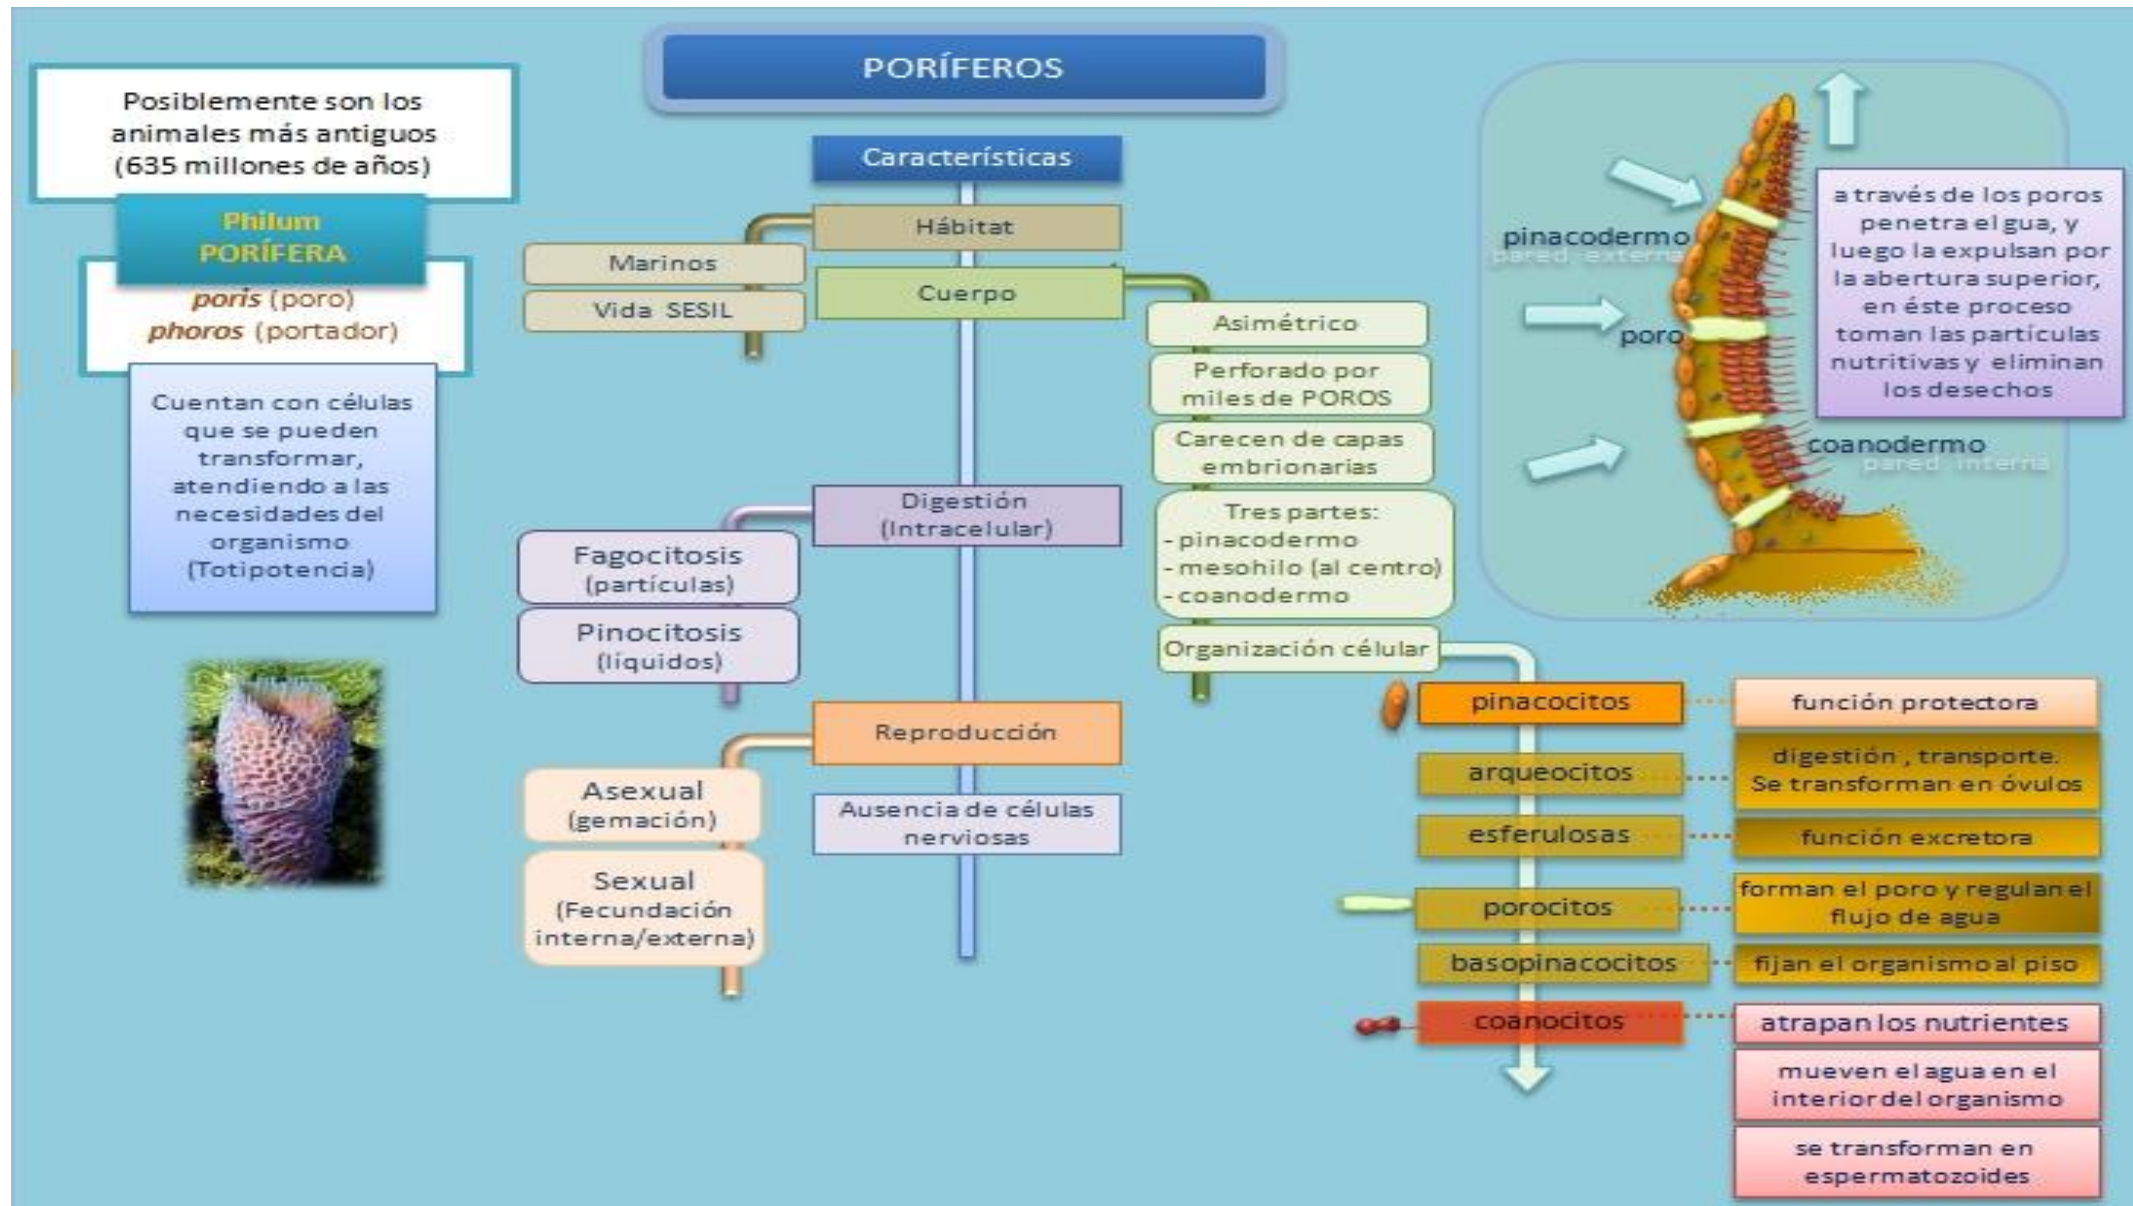 PORÍFEROS
Posiblemente son los
animales más antiguos
(635 millones de años)
Philum
PORÍFERA
poris (poro)
phoros (portador)
Cuentan con células
que se pueden
transformar,
atendiendo a las
necesidades del
organismo
(Totipotencia)
Característícas
Hábitat
Marinos
Vida SESIL
Cuerpo
Asimétrico
Perforado por
miles de POROS
Carecen de capas
embrionarias
Tres partes:
- pinacodermo
- mesohilo (al centro)
- coanodermo
Organización célular
Digestión
(Intracelular)
Fagocitosis
(partículas)
Pinocitosis
(líquidos)
Reproducción
Asexual
(gemación)
Sexual
(Fecundación
interna/externa)
Ausencia de células
nerviosas
pinacodermo
pared externa
poro
coanodermo
pared interna
a través de los poros
penetra el gua, y
luego la expulsan por
la abertura superior,
en éste proceso
toman las partículas
nutritivas y eliminan
los desechos
pinacocitos
función protectora
arqueocitos
digestión , transporte.
Se transforman en óvulos
esferulosas
función excretora
porocitos
forman el poro y regulan el
flujo de agua
basopinacocitos
fijan el organismo al piso
coanocitos
atrapan los nutrientes
mueven el agua en el
interior del organismo
se transforman en
espermatozoides